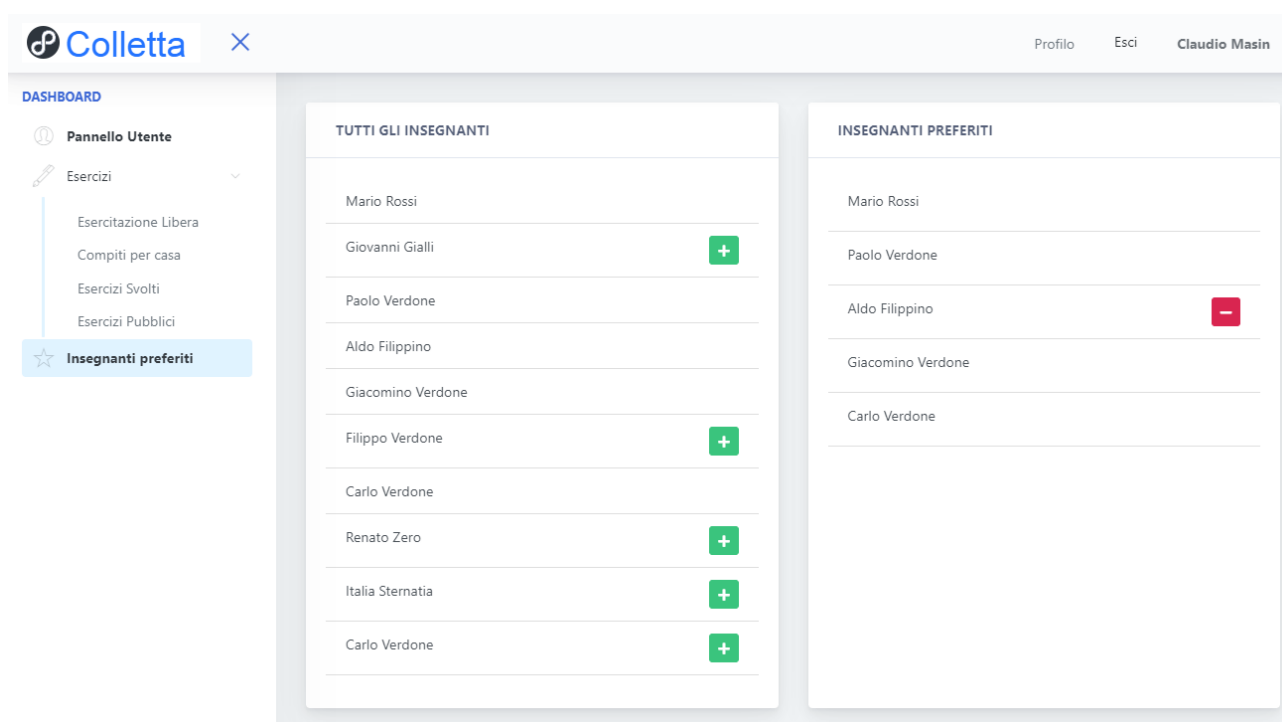 Colletta
Profilo Esci Claudio Masin
DASHBOARD
Pannello Utente
Esercizi
Esercitazione Libera
Compiti per casa
Esercizi Svolti
Esercizi Pubblici
Insegnanti preferiti
TUTTI GLI INSEGNANTI
Mario Rossi
Giovanni Gialli
Paolo Verdone
Aldo Filippino
Giacomino Verdone
Filippo Verdone
Carlo Verdone
Renato Zero
Italia Sternatia
Carlo Verdone
INSEGNANTI PREFERITI
Mario Rossi
Paolo Verdone
Aldo Filippino
Giacomino Verdone
Carlo Verdone